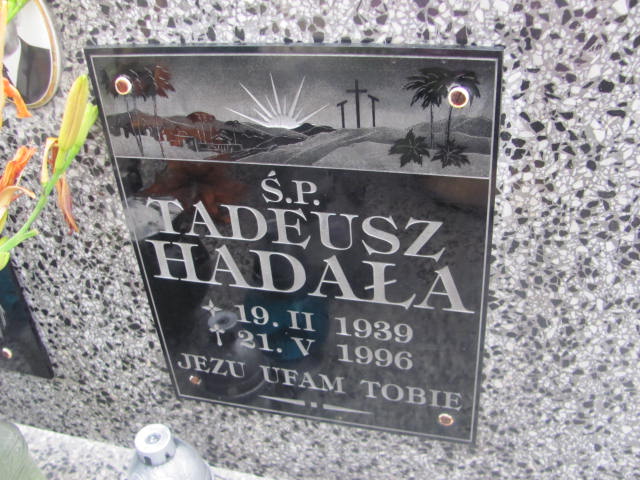 Ś.P.
TADEUSZ
HADAŁA
19. II 1939
† 21. V 1996
JEZU UFAM TOBIE